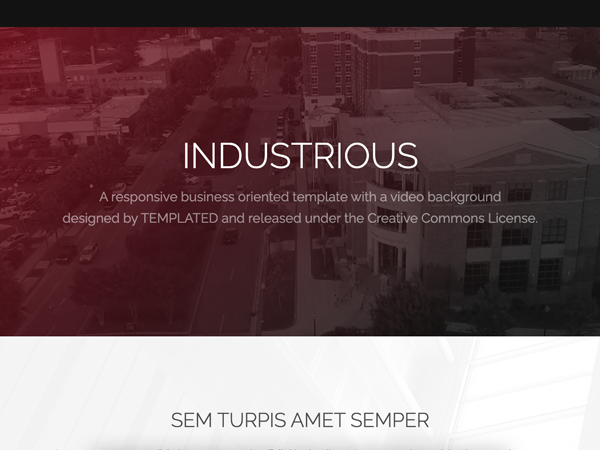 INDUSTRIOUS
A responsive business oriented template with a video background
designed by TEMPLATED and released under the Creative Commons License.
SEM TURPIS AMET SEMPER